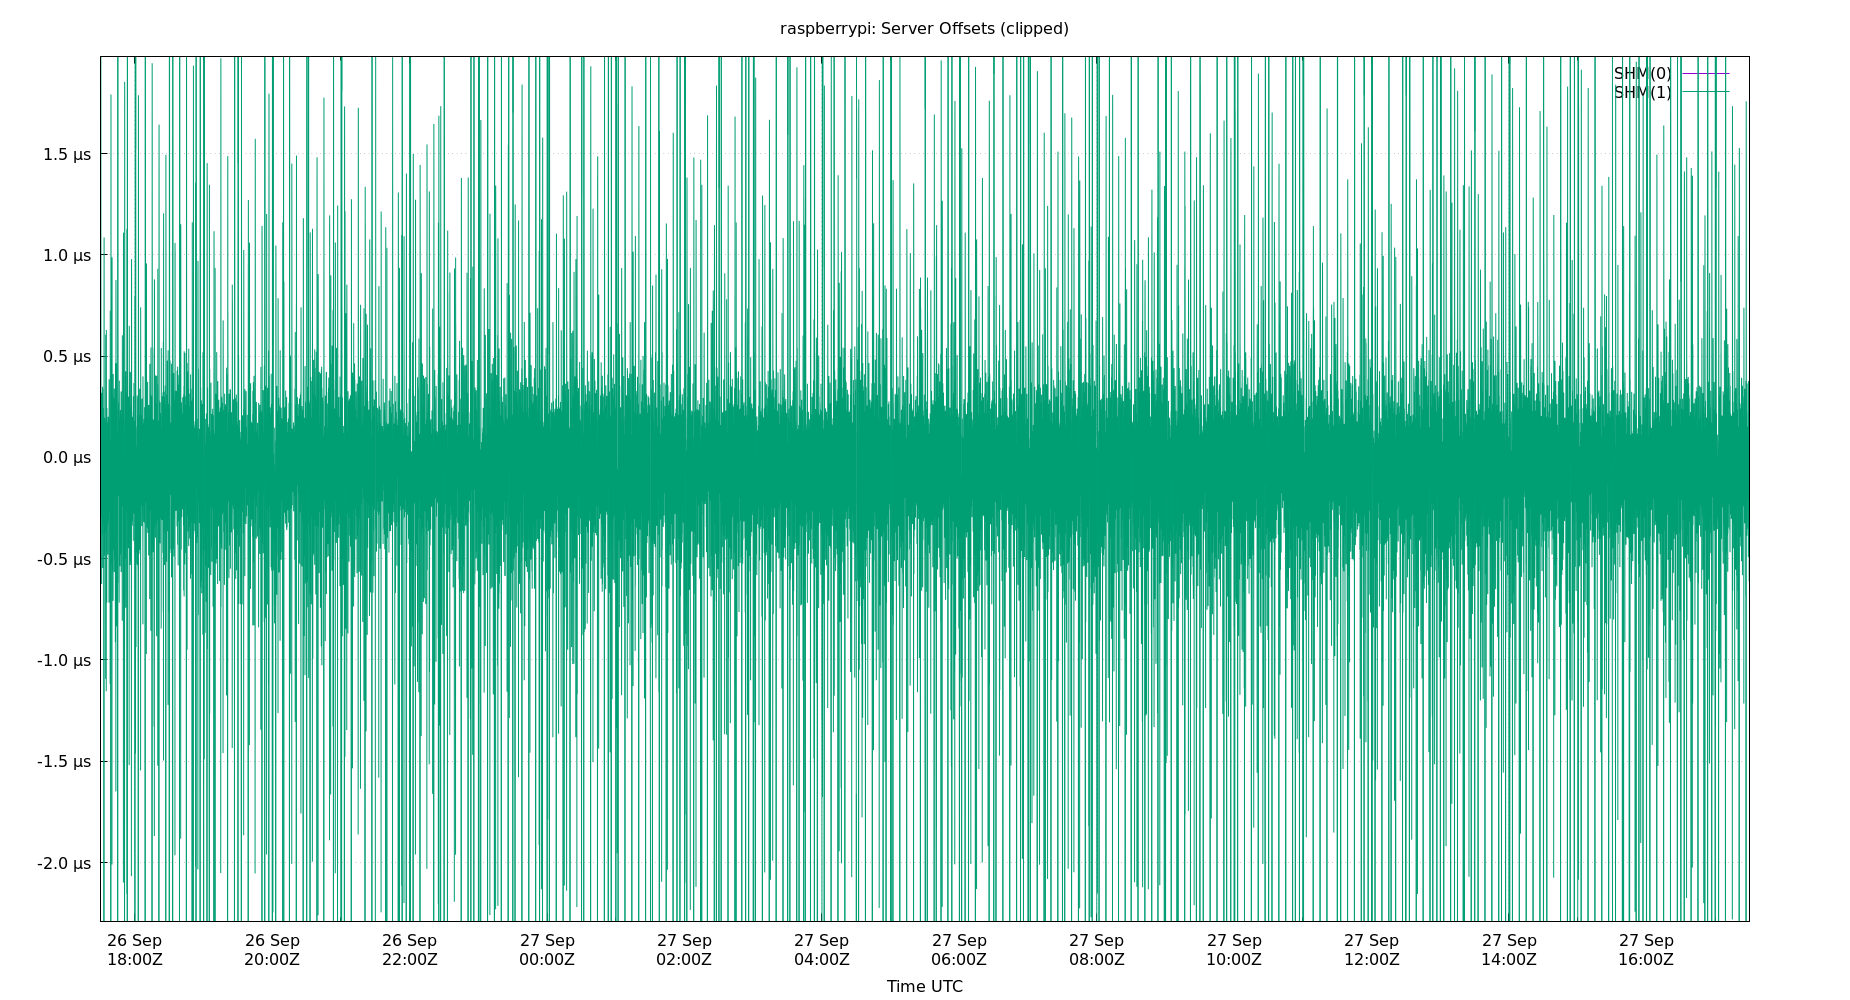 raspberrypi: Server Offsets (clipped)
SHM(0)
SHM(1)
1.5 µs
1.0 µs
0.5 µs
0.0 µs
-0.5 µs
-1.0 µs
-1.5 µs
-2.0 µs
26 Sep 26 Sep 26 Sep 27 Sep 27 Sep 27 Sep 27 Sep 27 Sep 27 Sep 27 Sep 27 Sep 27 Sep
18:00Z 20:00Z 22:00Z 00:00Z 02:00Z 04:00Z 06:00Z 08:00Z 10:00Z 12:00Z 14:00Z 16:00Z
Time UTC